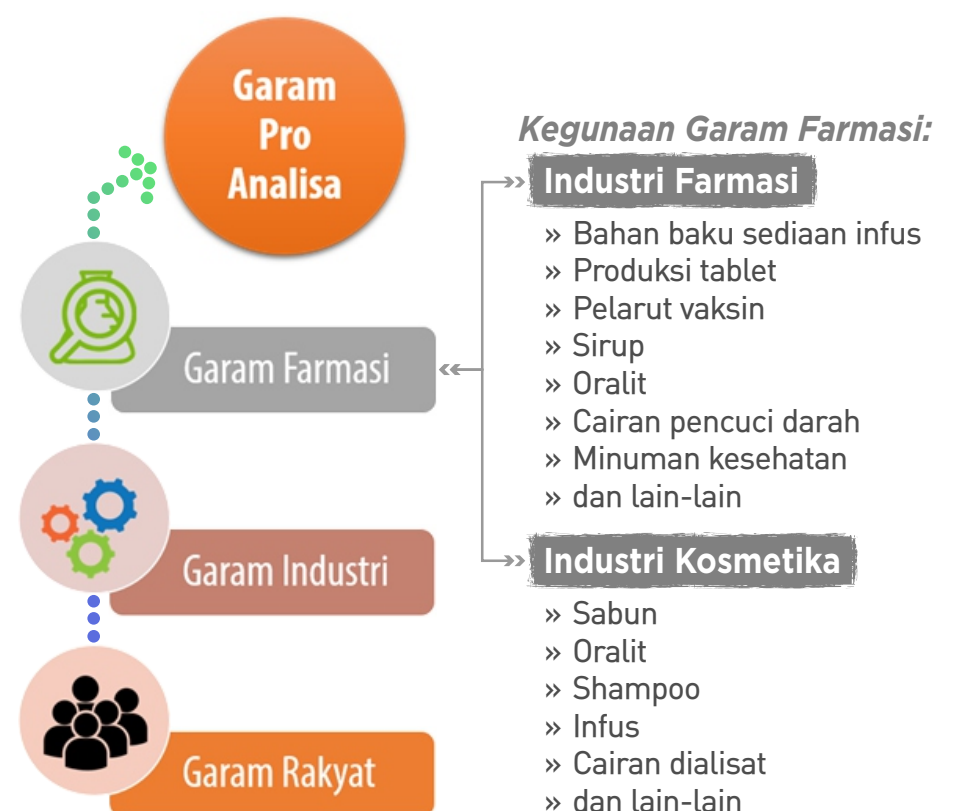 Garam
Pro
Analisa
Garam Farmasi
Garam Industri
Garam Rakyat
Kegunaan Garam Farmasi:
Industri Farmasi
» Bahan baku sediaan infus
» Produksi tablet
» Pelarut vaksin
» Sirup
» Oralit
» Cairan pencuci darah
» Minuman kesehatan
» dan lain-lain
Industri Kosmetika
» Sabun
» Oralit
» Shampoo
» Infus
» Cairan dialisat
» dan lain-lain